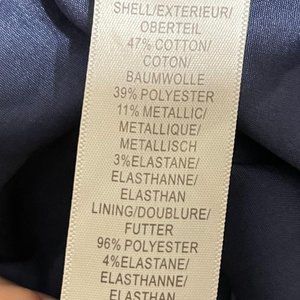 SHELL/EXTERIEUR/
OBERTEIL
47% COTTON/
COTON/
BAUMWOLLE
39% POLYESTER
11% METALLIC/
METALLIQUE/
METALLISCH
3%ELASTANE/
ELASTHANNE/
ELASTHAN
LINING/DOUBLURE/
FUTTER
96% POLYESTER
4%ELASTANE/
ELASTHANNE/
ELASTHAN